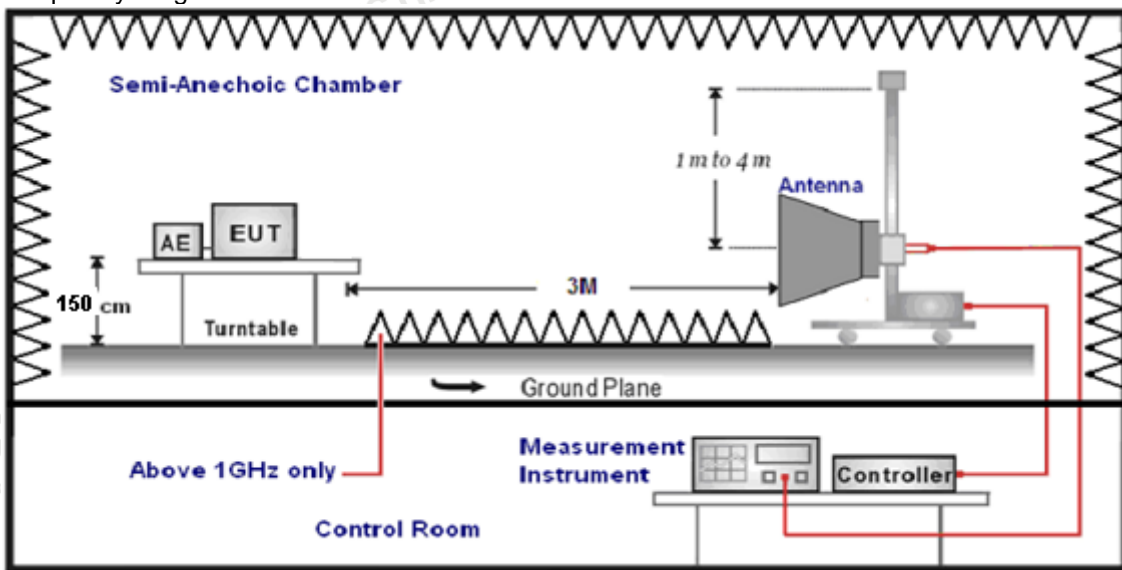 Semi-Anechoic Chamber
1 m to 4 m
Antenna
AE
EUT
3M
150 cm
Turntable
Ground Plane
Above 1GHz only
Measurement
Instrument
Controller
Control Room